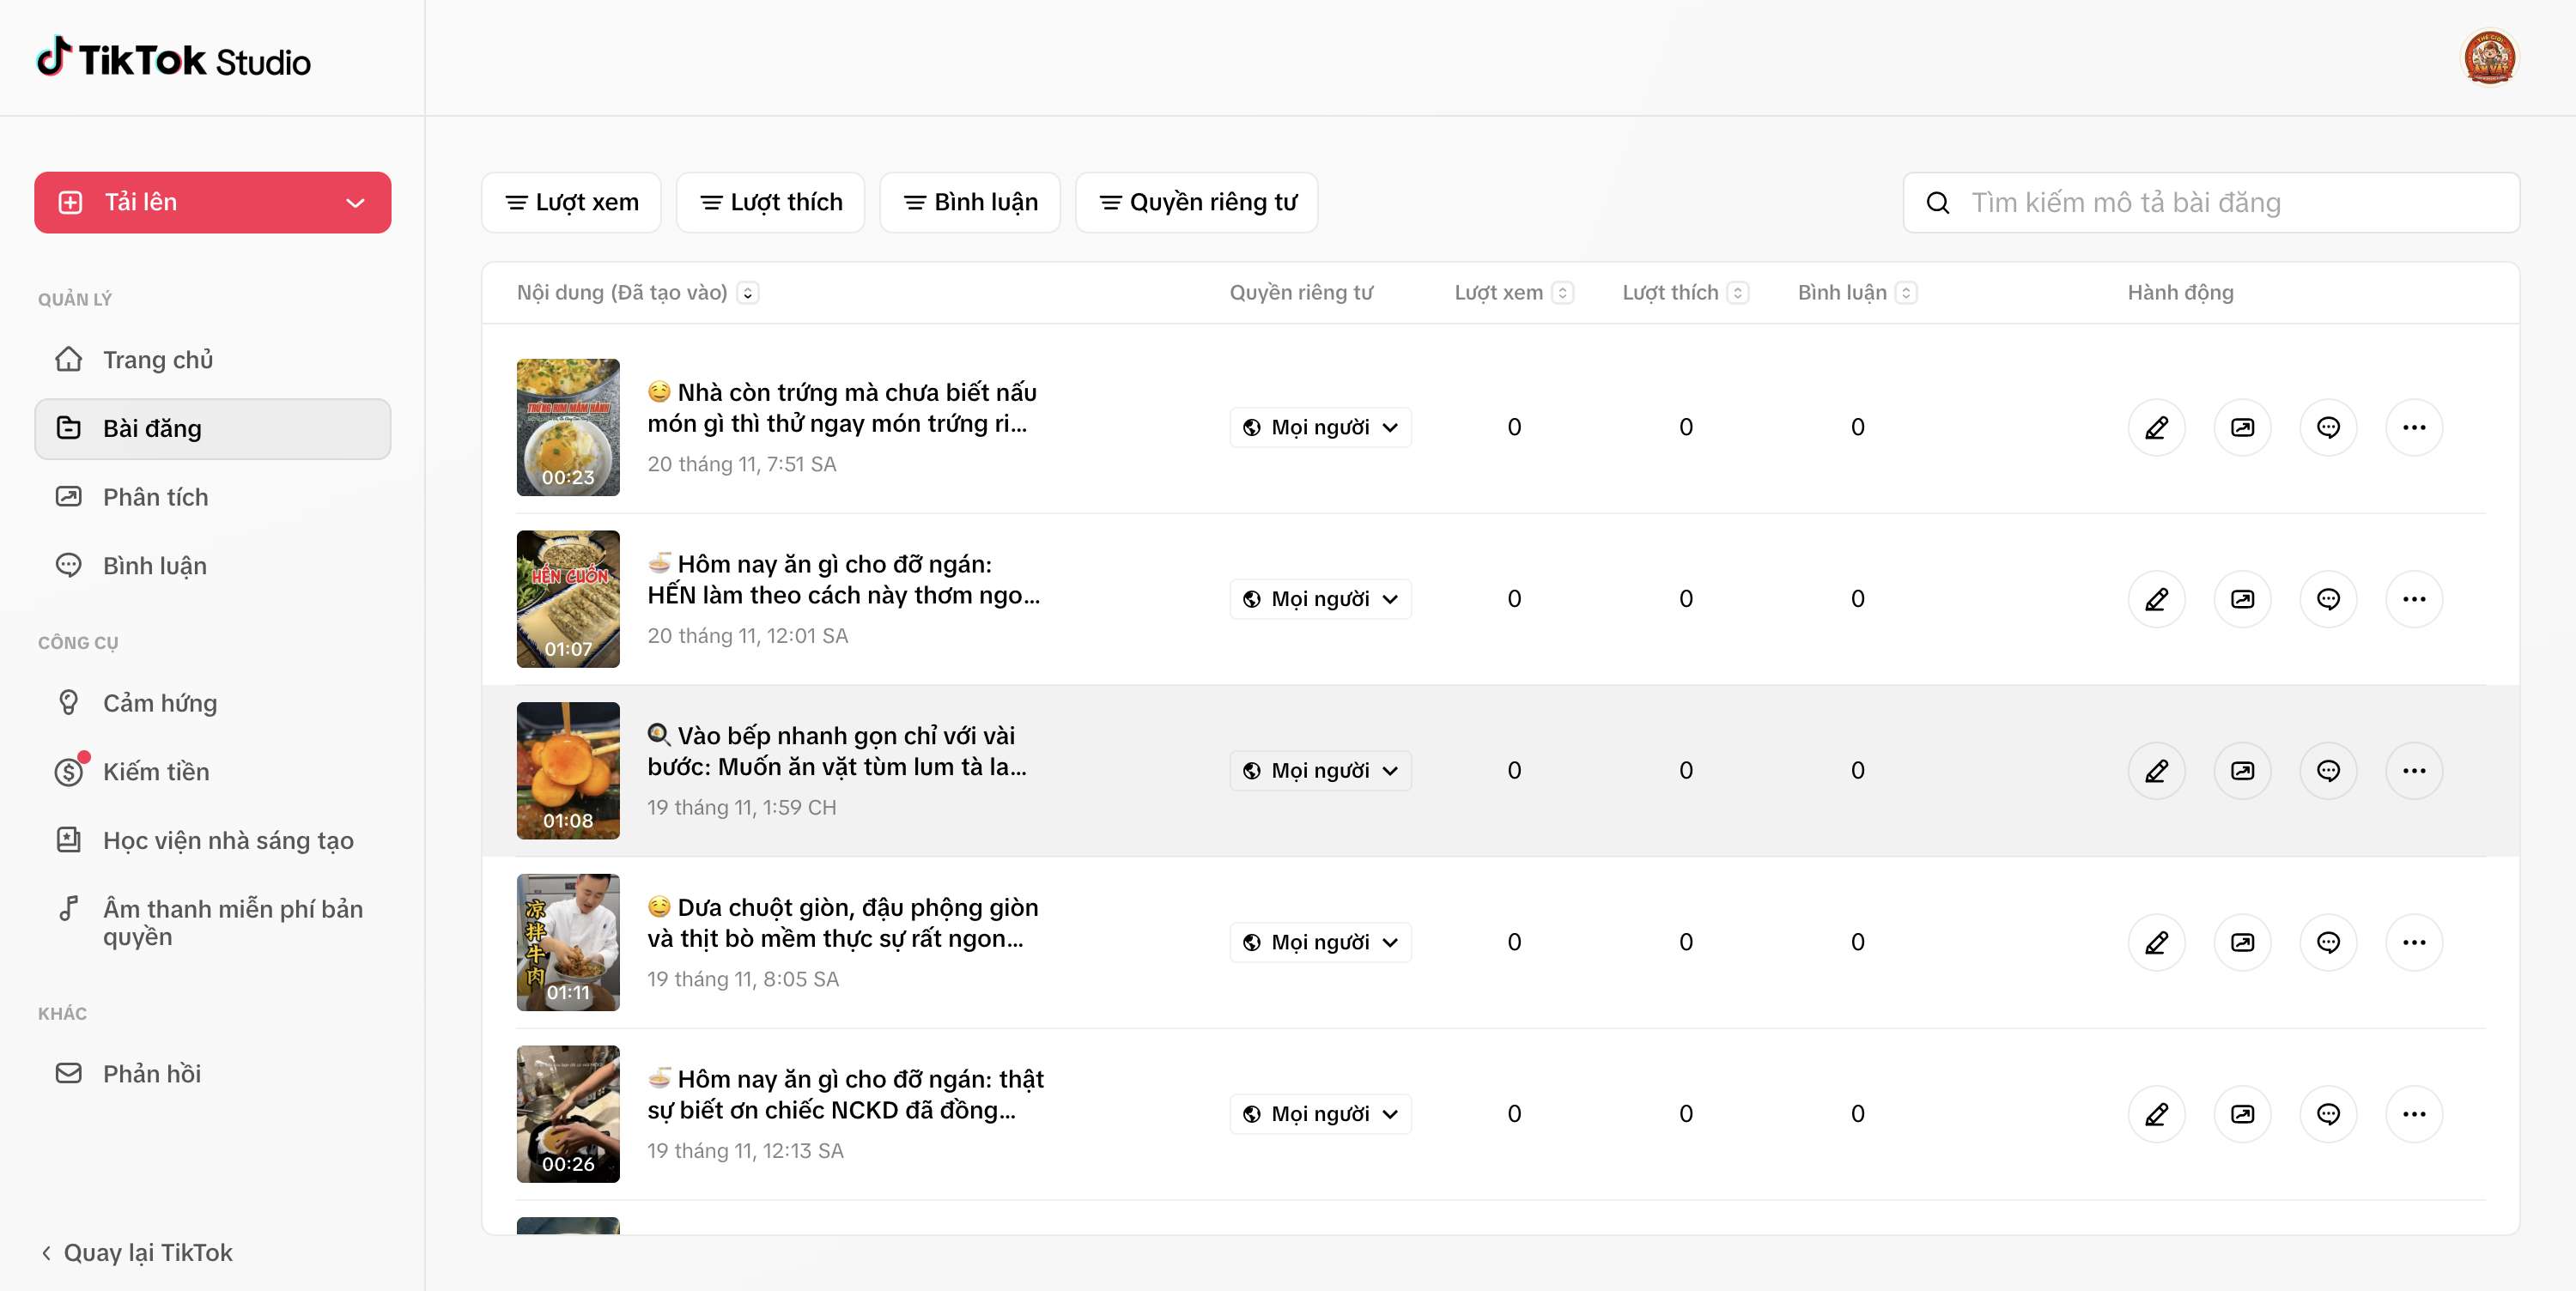 TikTok Studio
Tải lên
QUẢN LÝ
Trang chủ
Bài đăng
Phân tích
Bình luận
CÔNG CỤ
Cảm hứng
Kiếm tiền
Học viện nhà sáng tạo
Âm thanh miễn phí bản
quyền
KHÁC
Phản hồi
Quay lại TikTok
Lượt xem
Lượt thích
Bình luận
Quyền riêng tư
Tìm kiếm mô tả bài đăng
Nội dung (Đã tạo vào)
Quyền riêng tư
Lượt xem
Lượt thích
Bình luận
Hành động
TRỨNG RIM MẮM HÀNH
00:23
🤤 Nhà còn trứng mà chưa biết nấu
món gì thì thử ngay món trứng ri...
20 tháng 11, 7:51 SA
Mọi người
0
0
0
HẾN CUỐN
01:07
🍜 Hôm nay ăn gì cho đỡ ngán:
HẾN làm theo cách này thơm ngo...
20 tháng 11, 12:01 SA
Mọi người
0
0
0
01:08
🍳 Vào bếp nhanh gọn chỉ với vài
bước: Muốn ăn vặt tùm lum tà la...
19 tháng 11, 1:59 CH
Mọi người
0
0
0
凉拌牛肉
01:11
🤤 Dưa chuột giòn, đậu phộng giòn
và thịt bò mềm thực sự rất ngon...
19 tháng 11, 8:05 SA
Mọi người
0
0
0
00:26
🍜 Hôm nay ăn gì cho đỡ ngán: thật
sự biết ơn chiếc NCKD đã đồng...
19 tháng 11, 12:13 SA
Mọi người
0
0
0